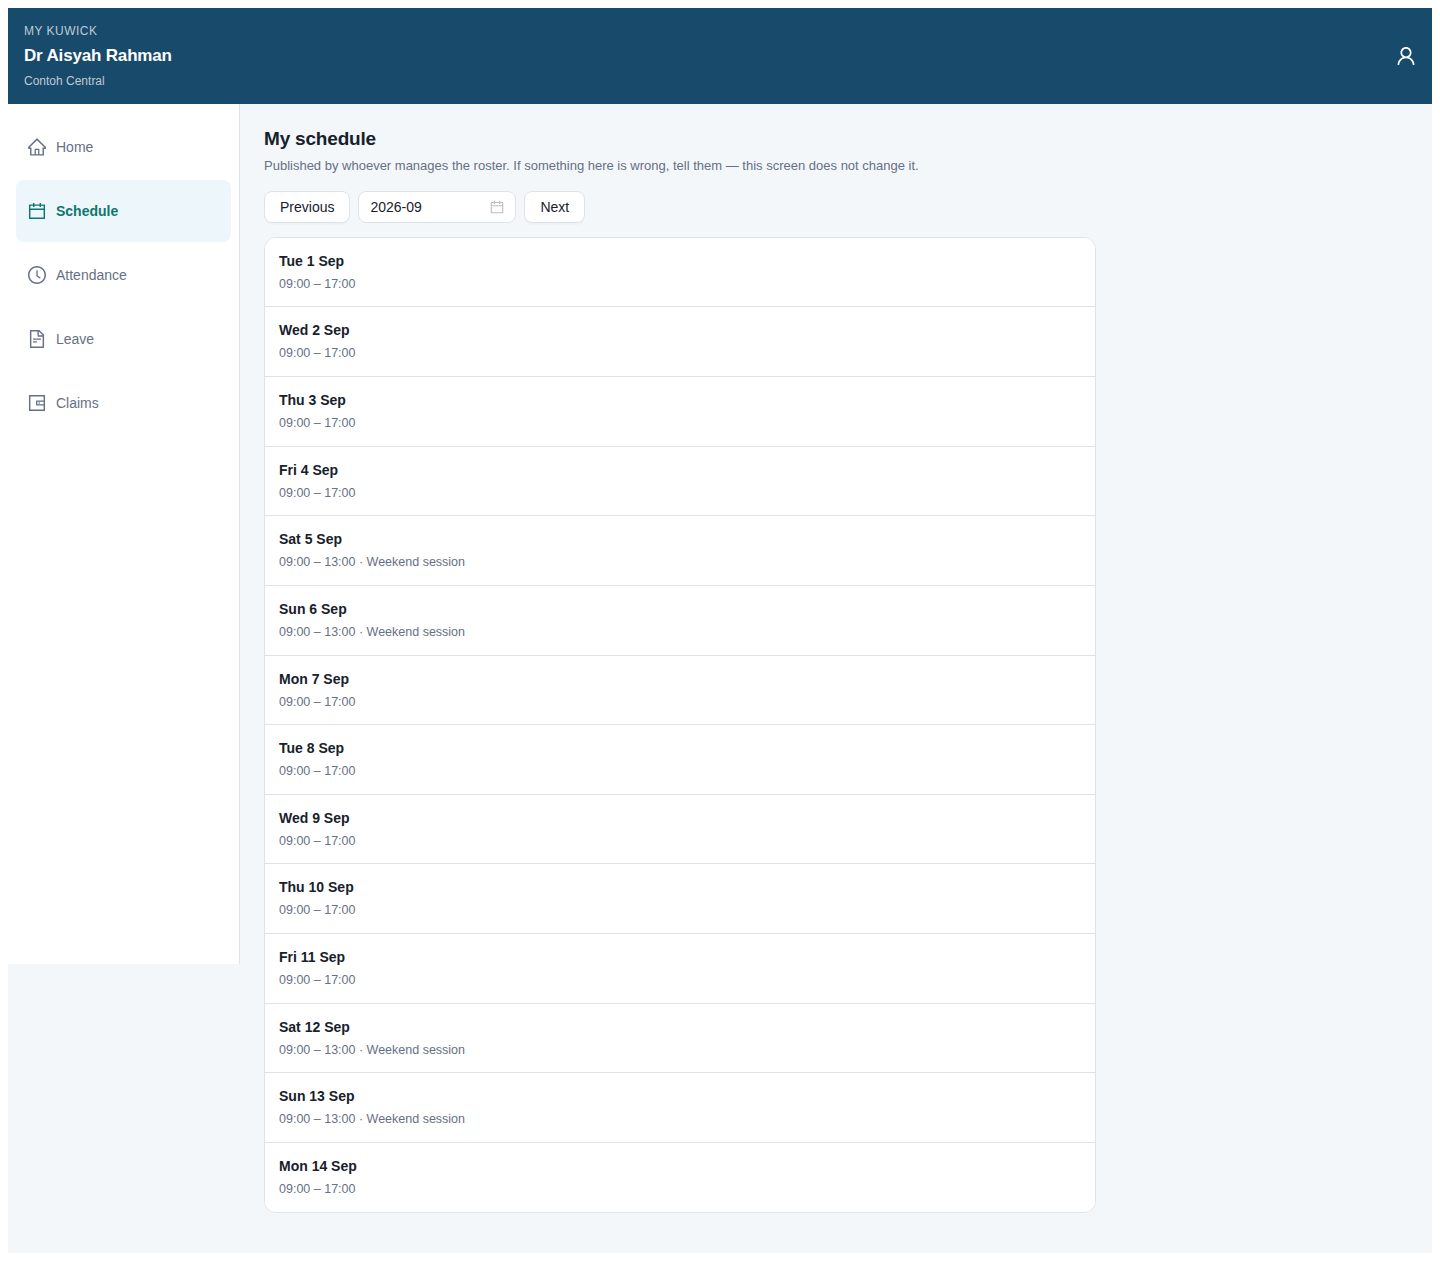 MY KUWICK
Dr Aisyah Rahman
Contoh Central
Home
Schedule
Attendance
Leave
Claims
My schedule
Published by whoever manages the roster. If something here is wrong, tell them — this screen does not change it.
Previous 2026-09 Next
Tue 1 Sep
09:00 – 17:00
Wed 2 Sep
09:00 – 17:00
Thu 3 Sep
09:00 – 17:00
Fri 4 Sep
09:00 – 17:00
Sat 5 Sep
09:00 – 13:00 · Weekend session
Sun 6 Sep
09:00 – 13:00 · Weekend session
Mon 7 Sep
09:00 – 17:00
Tue 8 Sep
09:00 – 17:00
Wed 9 Sep
09:00 – 17:00
Thu 10 Sep
09:00 – 17:00
Fri 11 Sep
09:00 – 17:00
Sat 12 Sep
09:00 – 13:00 · Weekend session
Sun 13 Sep
09:00 – 13:00 · Weekend session
Mon 14 Sep
09:00 – 17:00